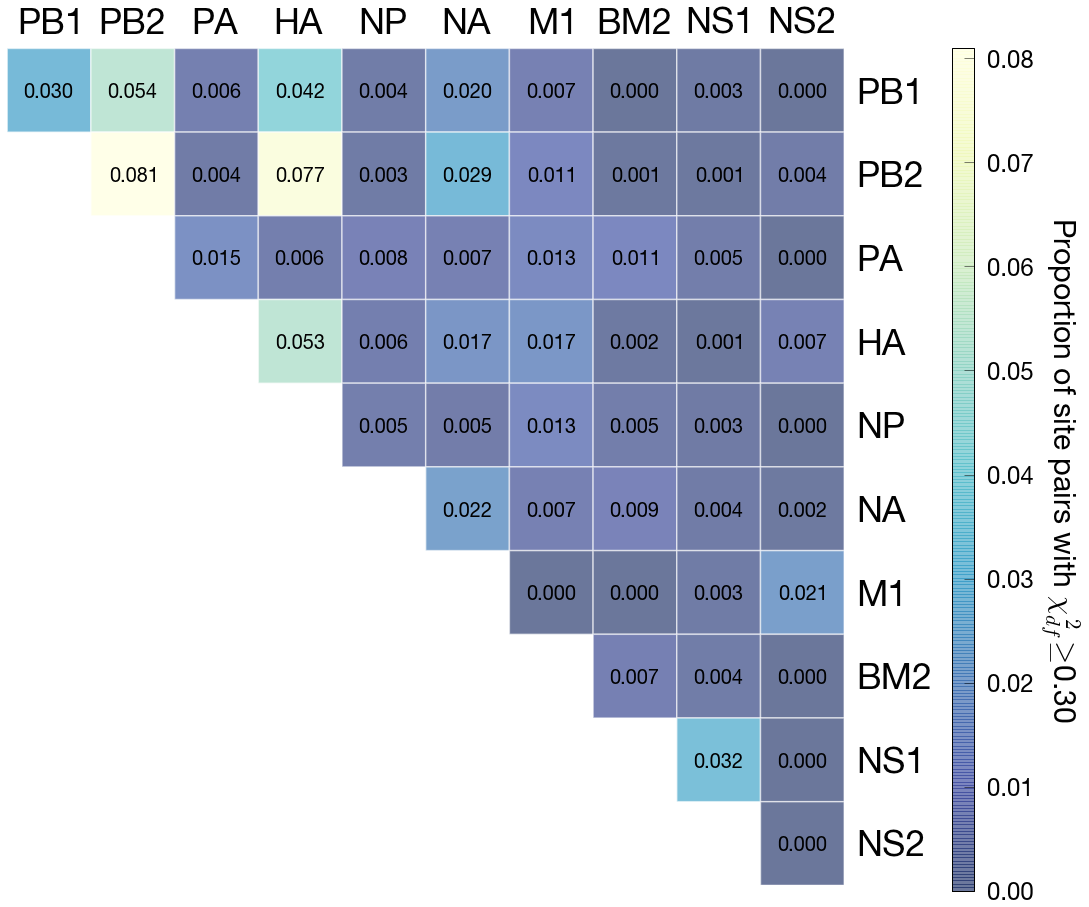 PB1 PB2 PA HA NP NA M1 BM2 NS1 NS2
0.030 0.054 0.006 0.042 0.004 0.020 0.007 0.000 0.003 0.000 PB1
0.081 0.004 0.077 0.003 0.029 0.011 0.001 0.001 0.004 PB2
0.015 0.006 0.008 0.007 0.013 0.011 0.005 0.000 PA
0.053 0.006 0.017 0.017 0.002 0.001 0.007 HA
0.005 0.005 0.013 0.005 0.003 0.000 NP
0.022 0.007 0.009 0.004 0.002 NA
0.000 0.000 0.003 0.021 M1
0.007 0.004 0.000 BM2
0.032 0.000 NS1
0.000 NS2
0.08
0.07
0.06
0.05
0.04
0.03
0.02
0.01
0.00
Proportion of site pairs with χ²df≥0.30